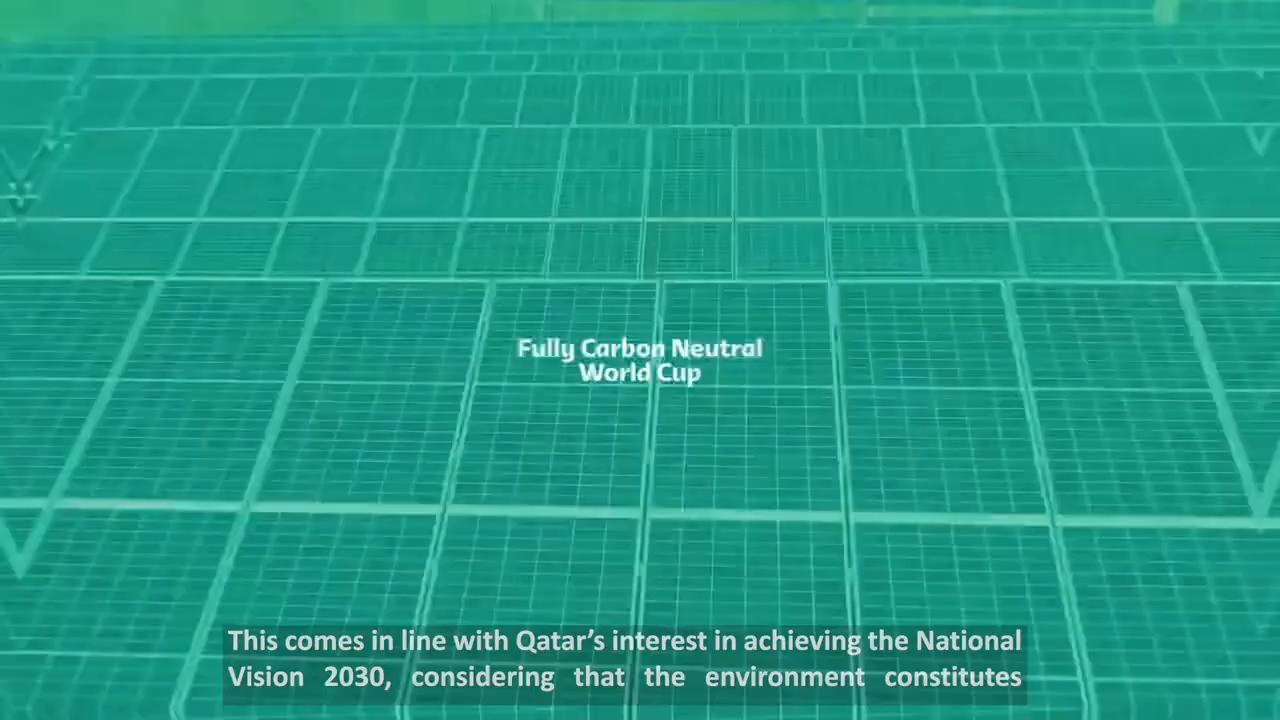 Fully Carbon Neutral
World Cup
This comes in line with Qatar’s interest in achieving the National
Vision 2030, considering that the environment constitutes